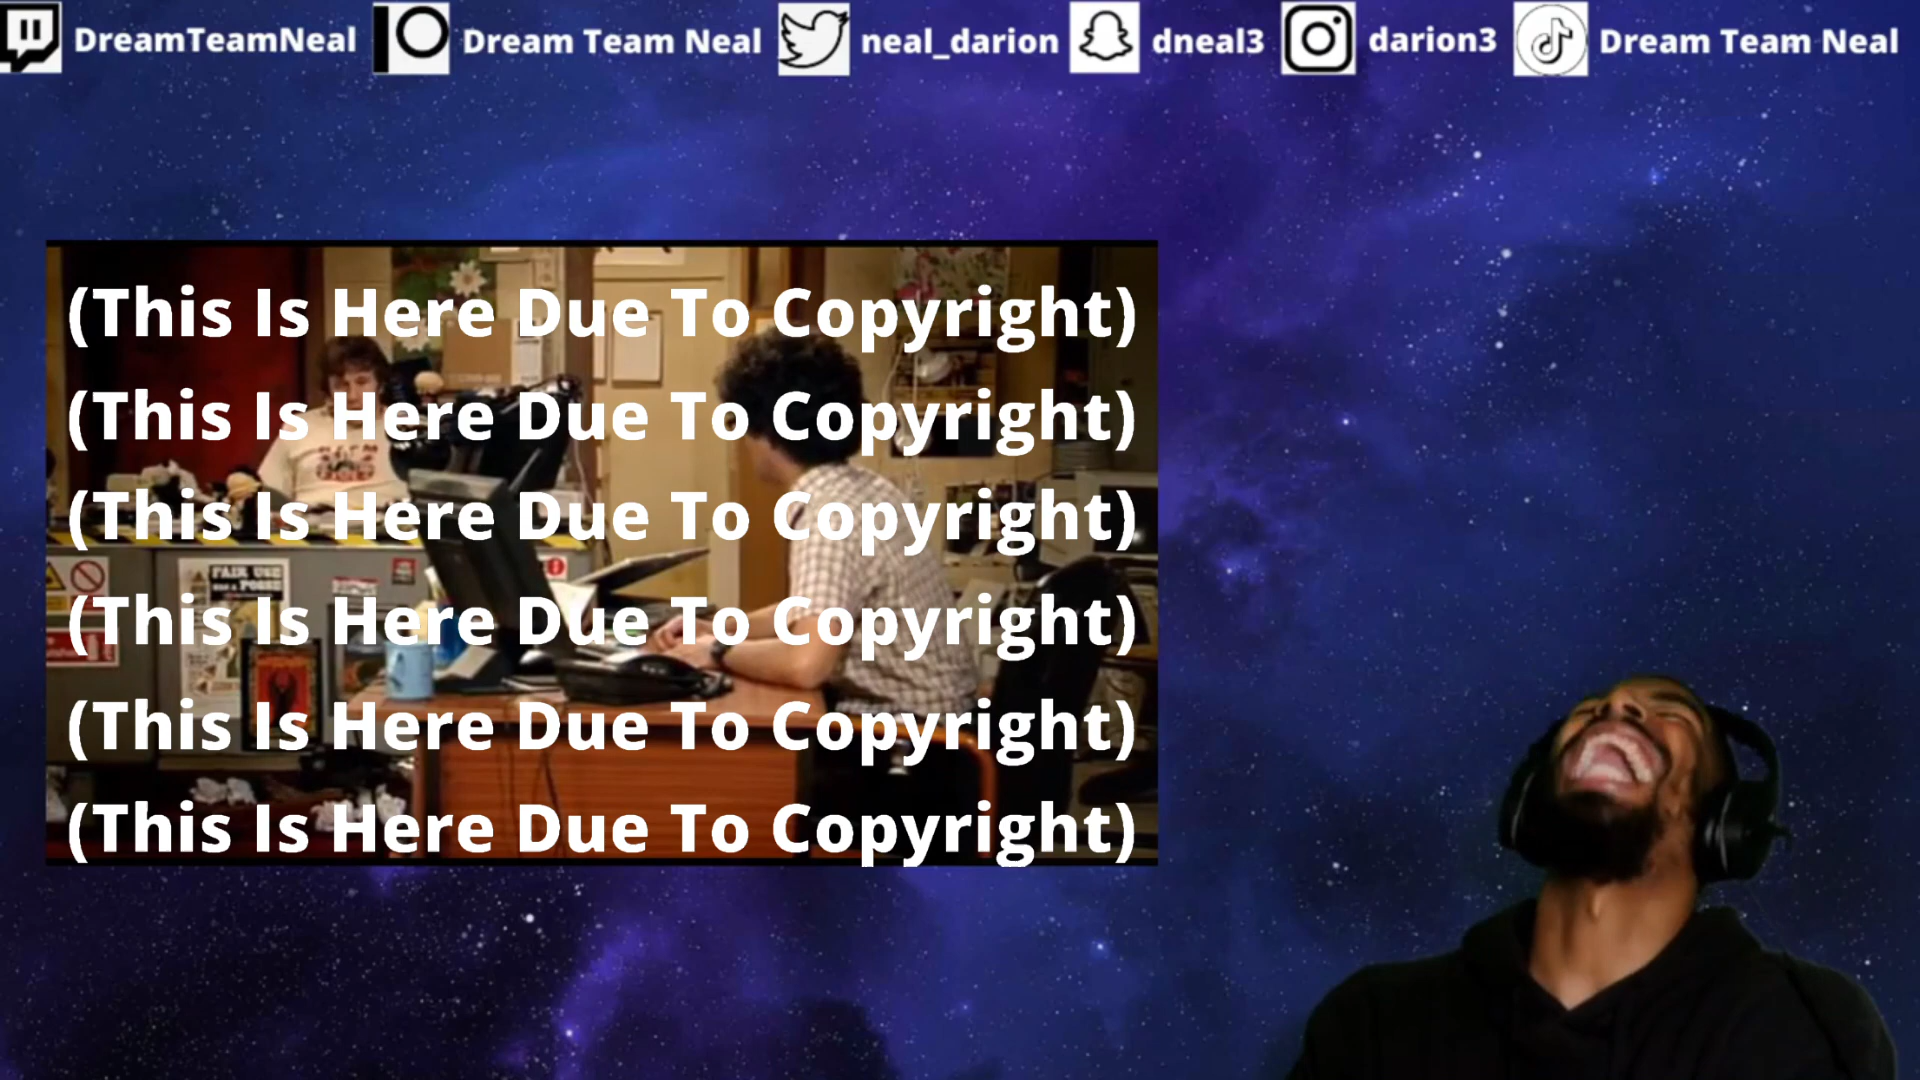 DreamTeamNeal Dream Team Neal neal_darion dneal3 darion3 Dream Team Neal
(This Is Here Due To Copyright)
(This Is Here Due To Copyright)
(This Is Here Due To Copyright)
FAIR USE
(This Is Here Due To Copyright)
(This Is Here Due To Copyright)
(This Is Here Due To Copyright)